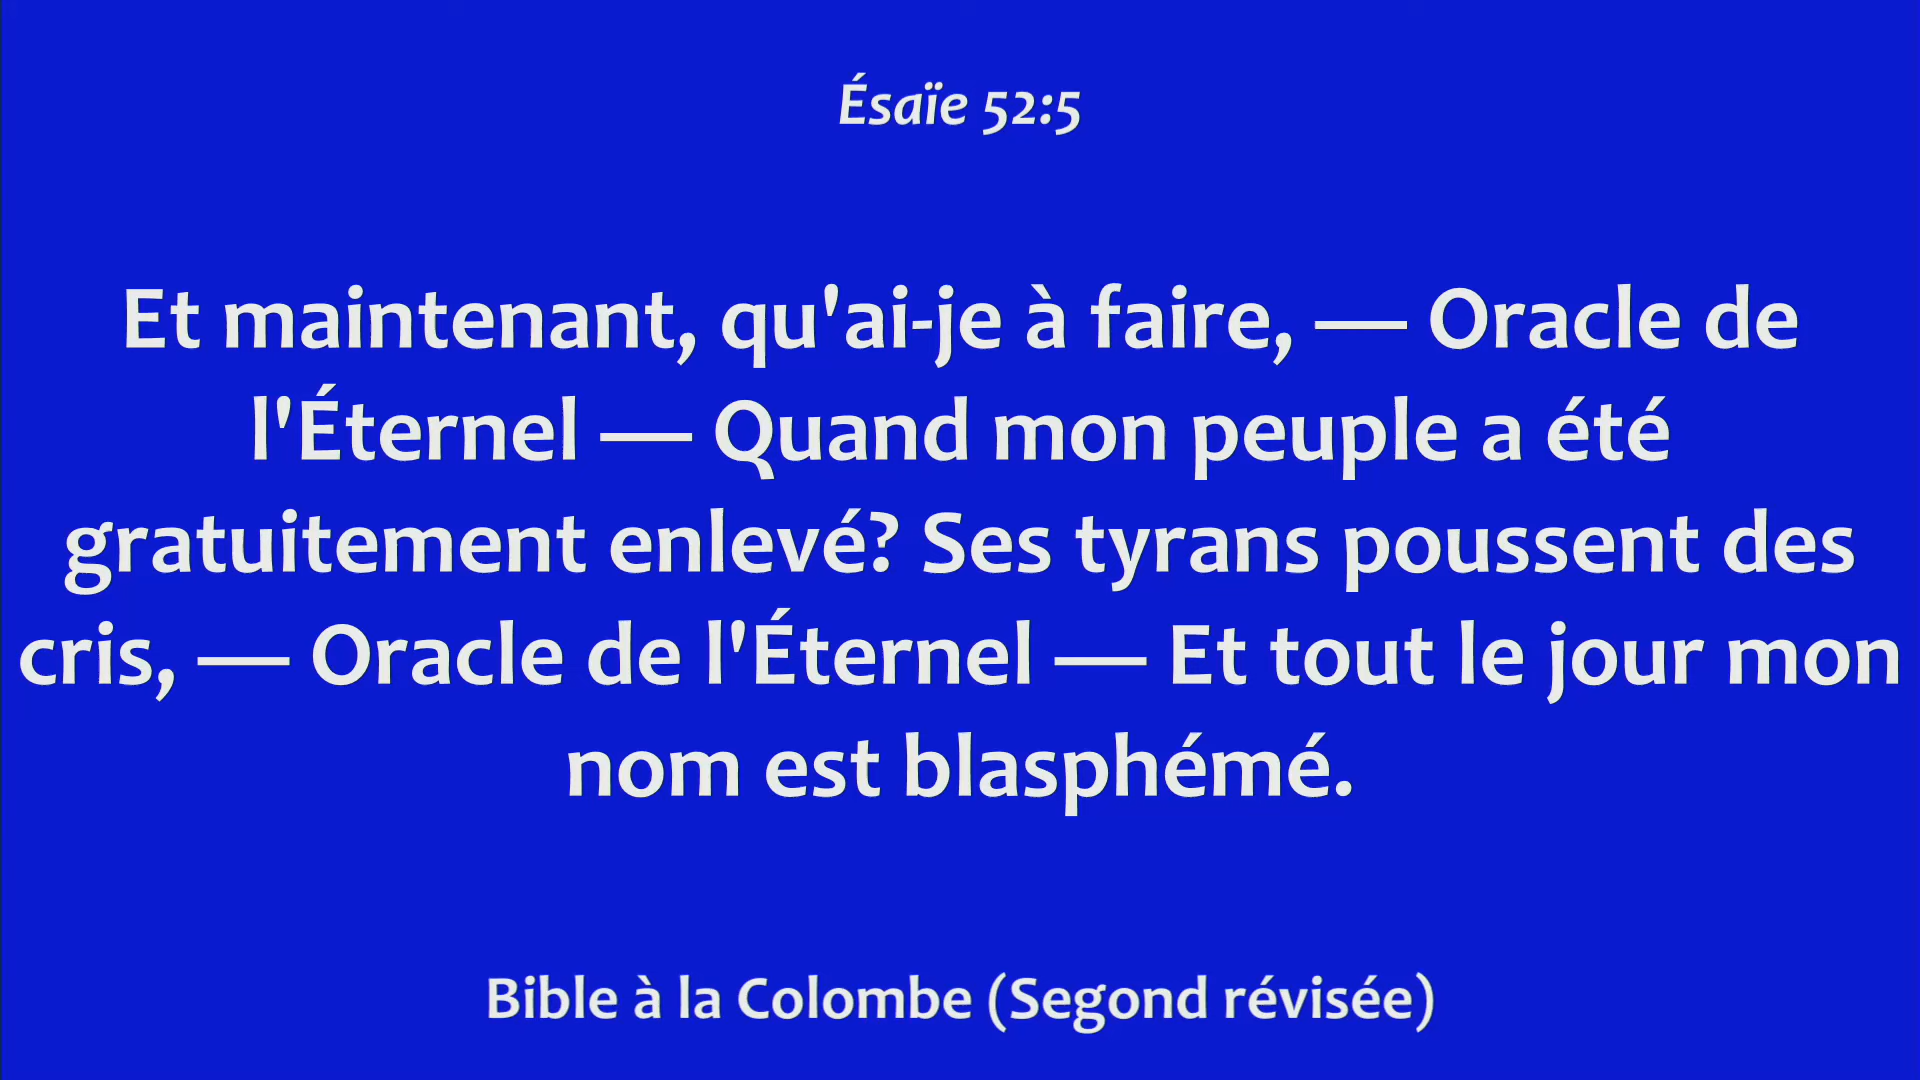 Ésaïe 52:5
Et maintenant, qu'ai-je à faire, — Oracle de
l'Éternel — Quand mon peuple a été
gratuitement enlevé? Ses tyrans poussent des
cris, — Oracle de l'Éternel — Et tout le jour mon
nom est blasphémé.
Bible à la Colombe (Segond révisée)